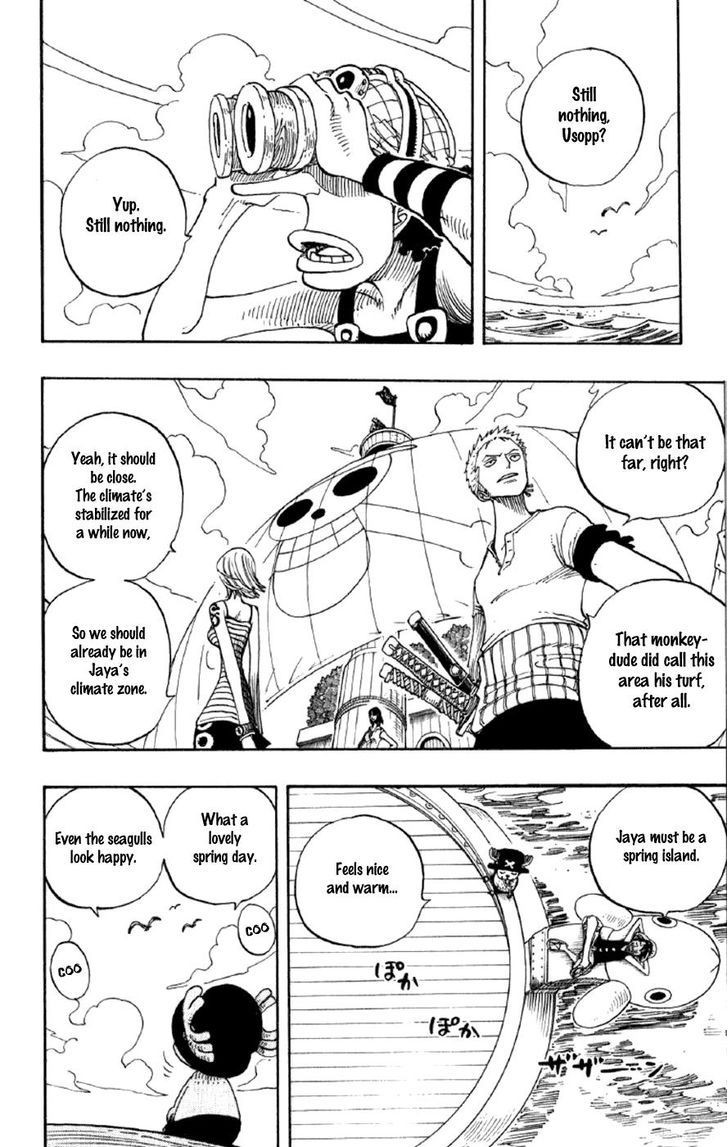 Still
nothing,
Usopp?
Yup.
Still nothing.
It can't be that
far, right?
Yeah, it should
be close.
The climate's
stabilized for
a while now,
So we should
already be in
Jaya's
climate zone.
That monkey-
dude did call this
area his turf,
after all.
Jaya must be a
spring island.
Feels nice
and warm...
ぽか
ぽか
ザザザ
What a
lovely
spring day.
Even the seagulls
look happy.
COO
COO